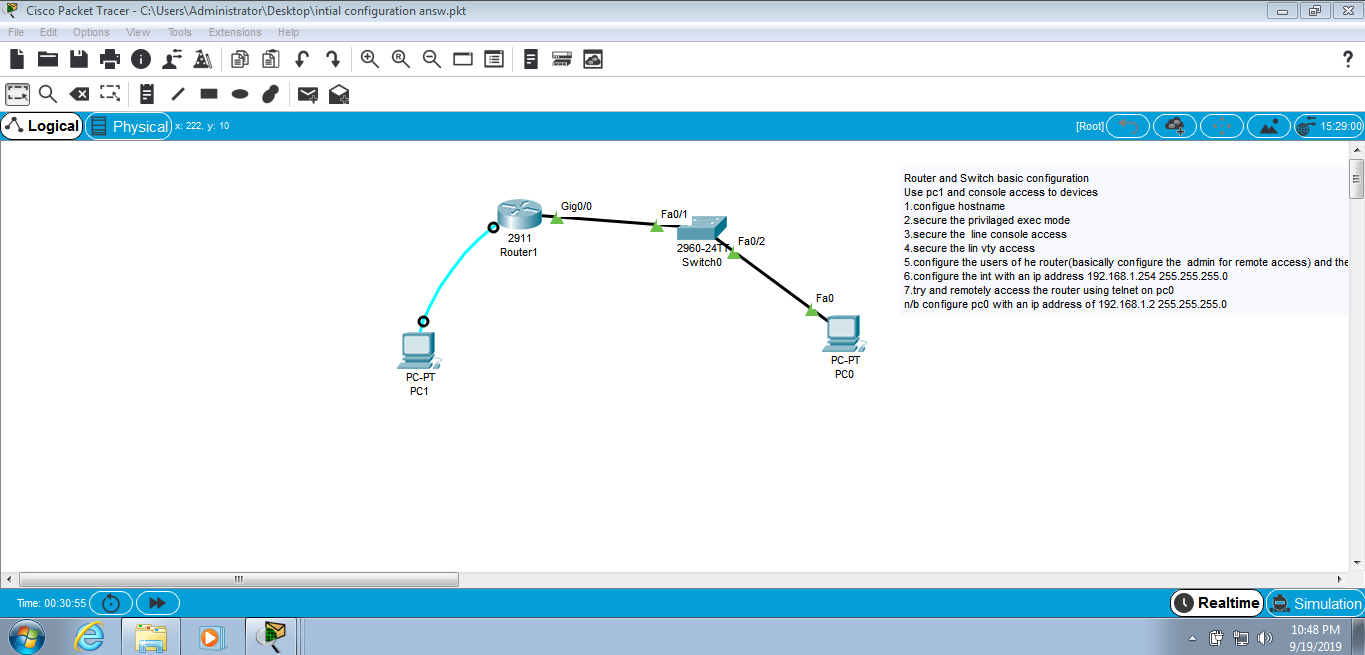 Cisco Packet Tracer - C:\Users\Administrator\Desktop\intial configuration answ.pkt
File Edit Options View Tools Extensions Help
Logical Physical x: 222, y: 10 [Root] 15:29:00
Router and Switch basic configuration
Use pc1 and console access to devices
1.configue hostname
2.secure the privilaged exec mode
3.secure the line console access
4.secure the lin vty access
5.configure the users of he router(basically configure the admin for remote access) and the
6.configure the int with an ip address 192.168.1.254 255.255.255.0
7.try and remotely access the router using telnet on pc0
n/b configure pc0 with an ip address of 192.168.1.2 255.255.255.0
Gig0/0
2911
Router1
Fa0/1
2960-24TT
Switch0
Fa0/2
Fa0
PC-PT
PC0
PC-PT
PC1
Time: 00:30:55
Realtime Simulation
10:48 PM
9/19/2019